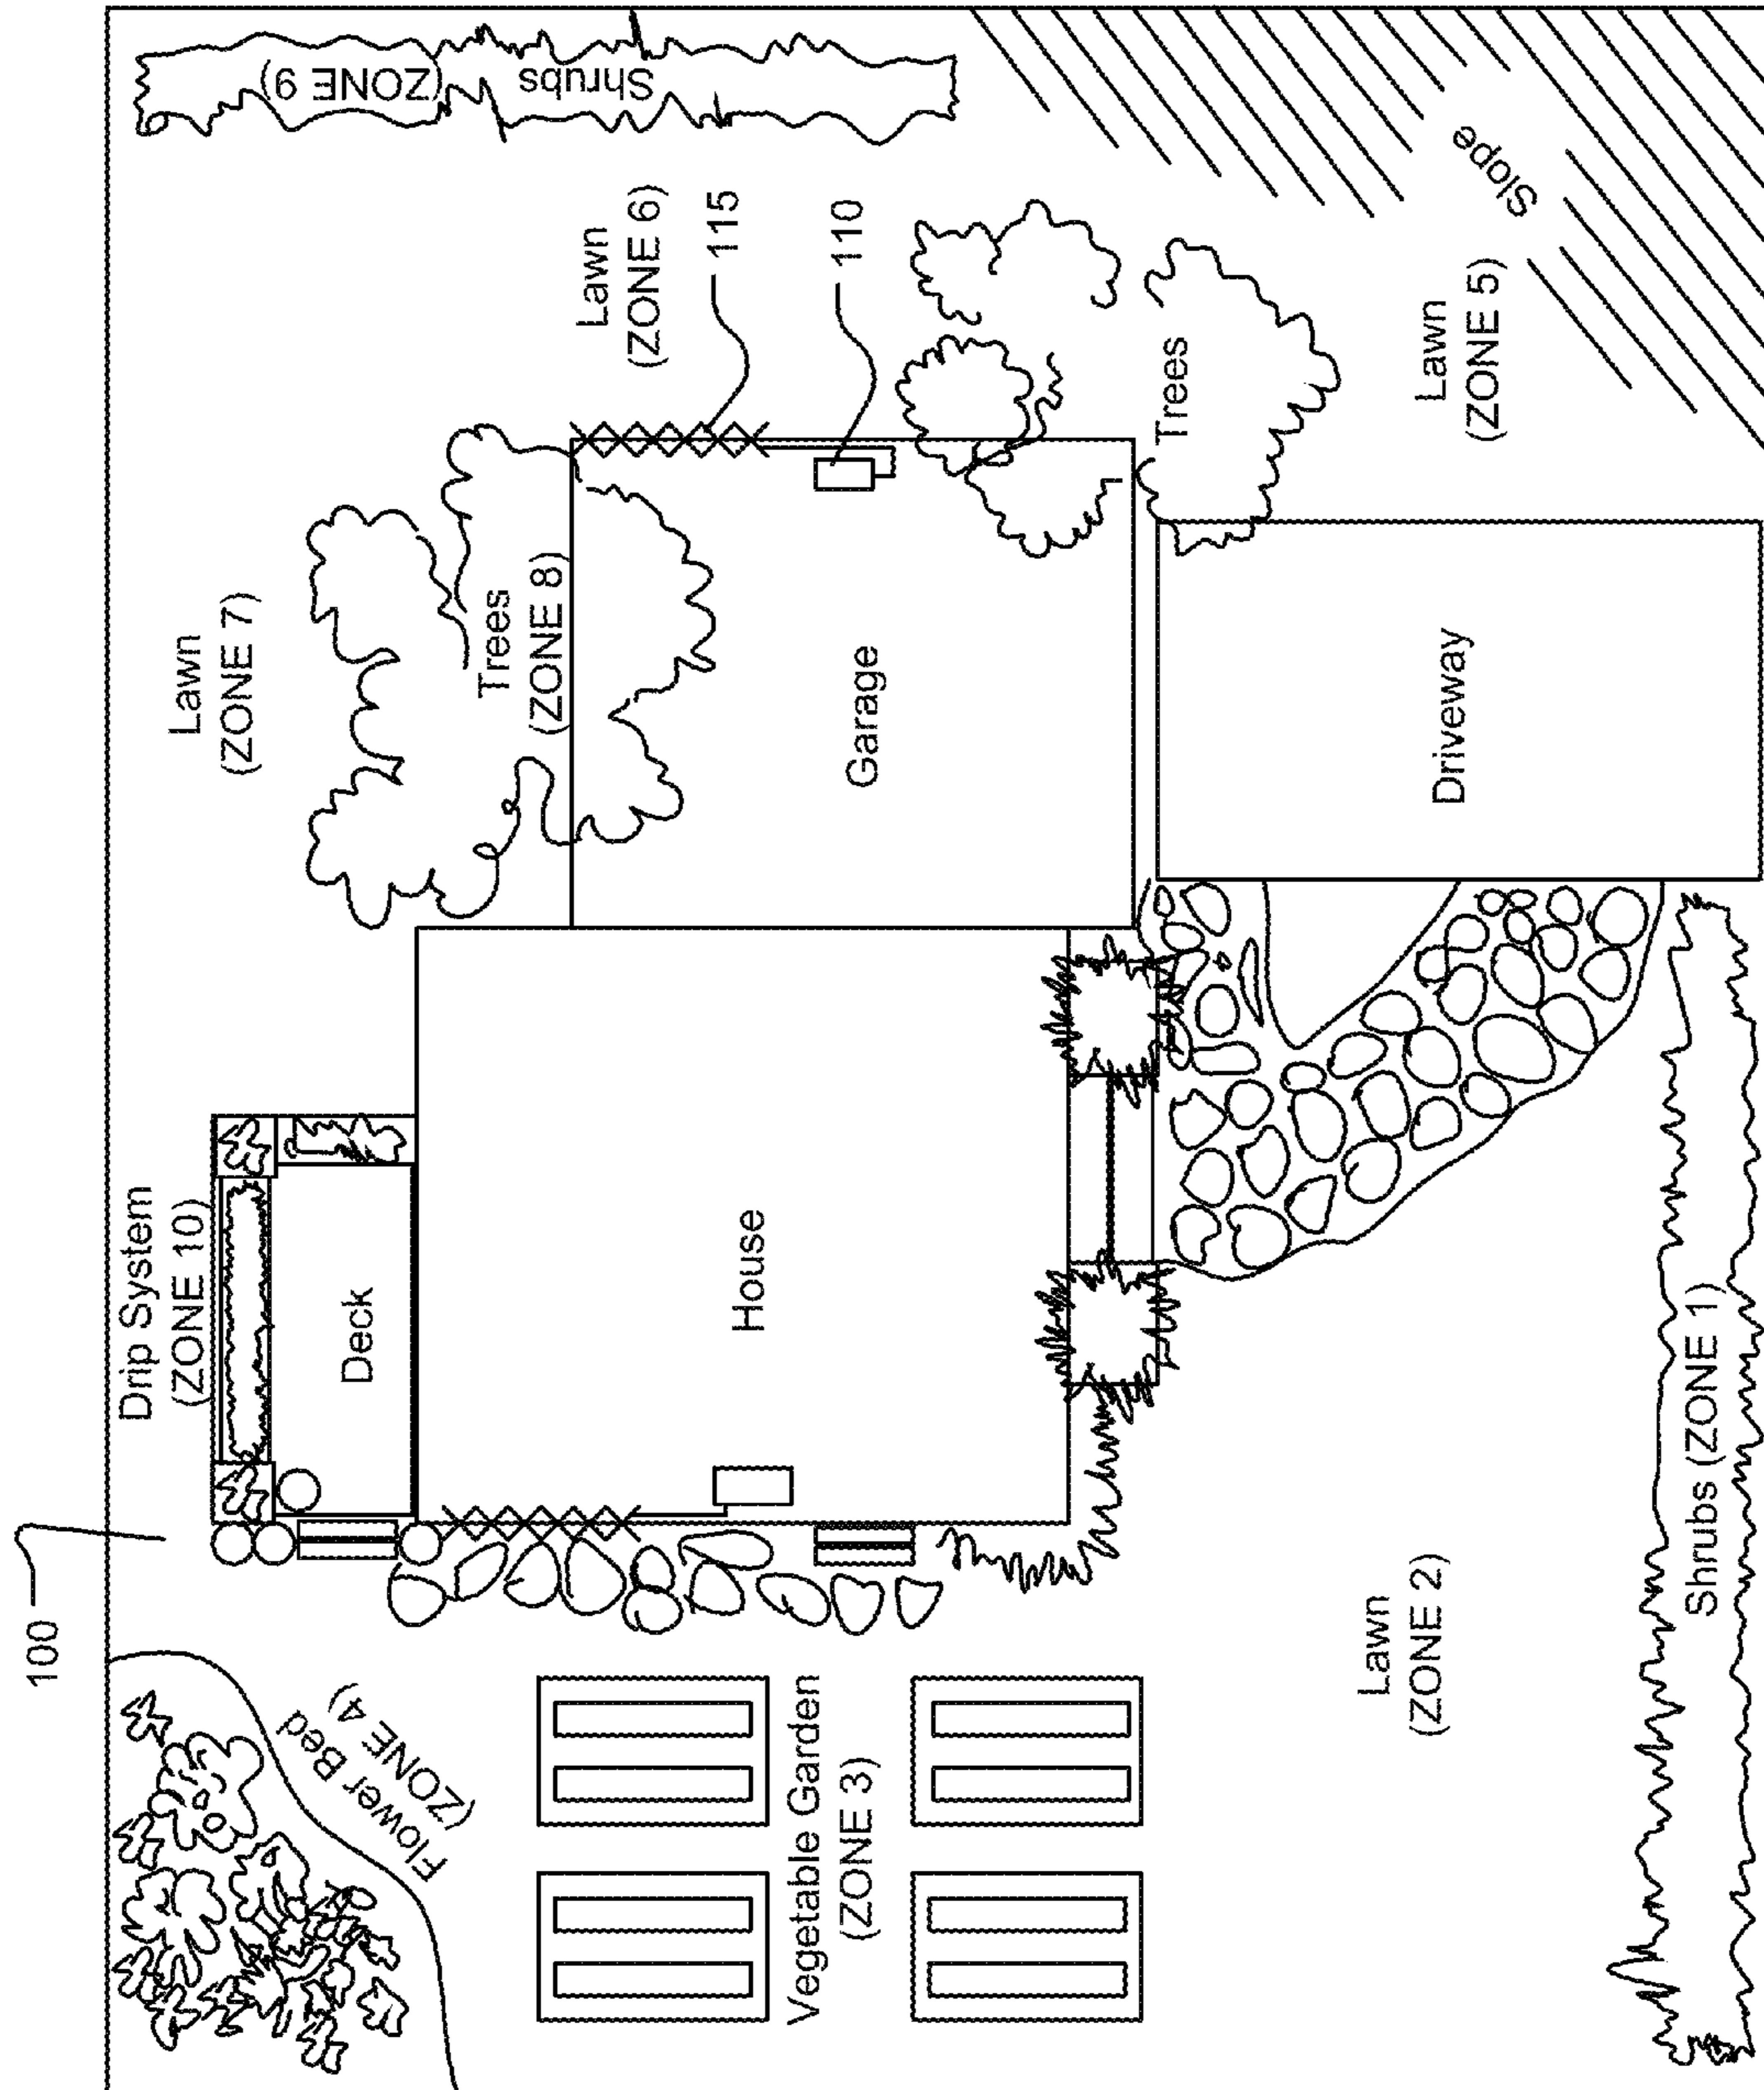 100
Flower Bed
(ZONE 4)
Drip System
(ZONE 10)
Deck
Lawn
(ZONE 7)
Trees
(ZONE 8)
Shrubs (ZONE 9)
Lawn
(ZONE 6)
115
110
House
Garage
Vegetable Garden
(ZONE 3)
Trees
Slope
Lawn
(ZONE 5)
Driveway
Lawn
(ZONE 2)
Shrubs (ZONE 1)